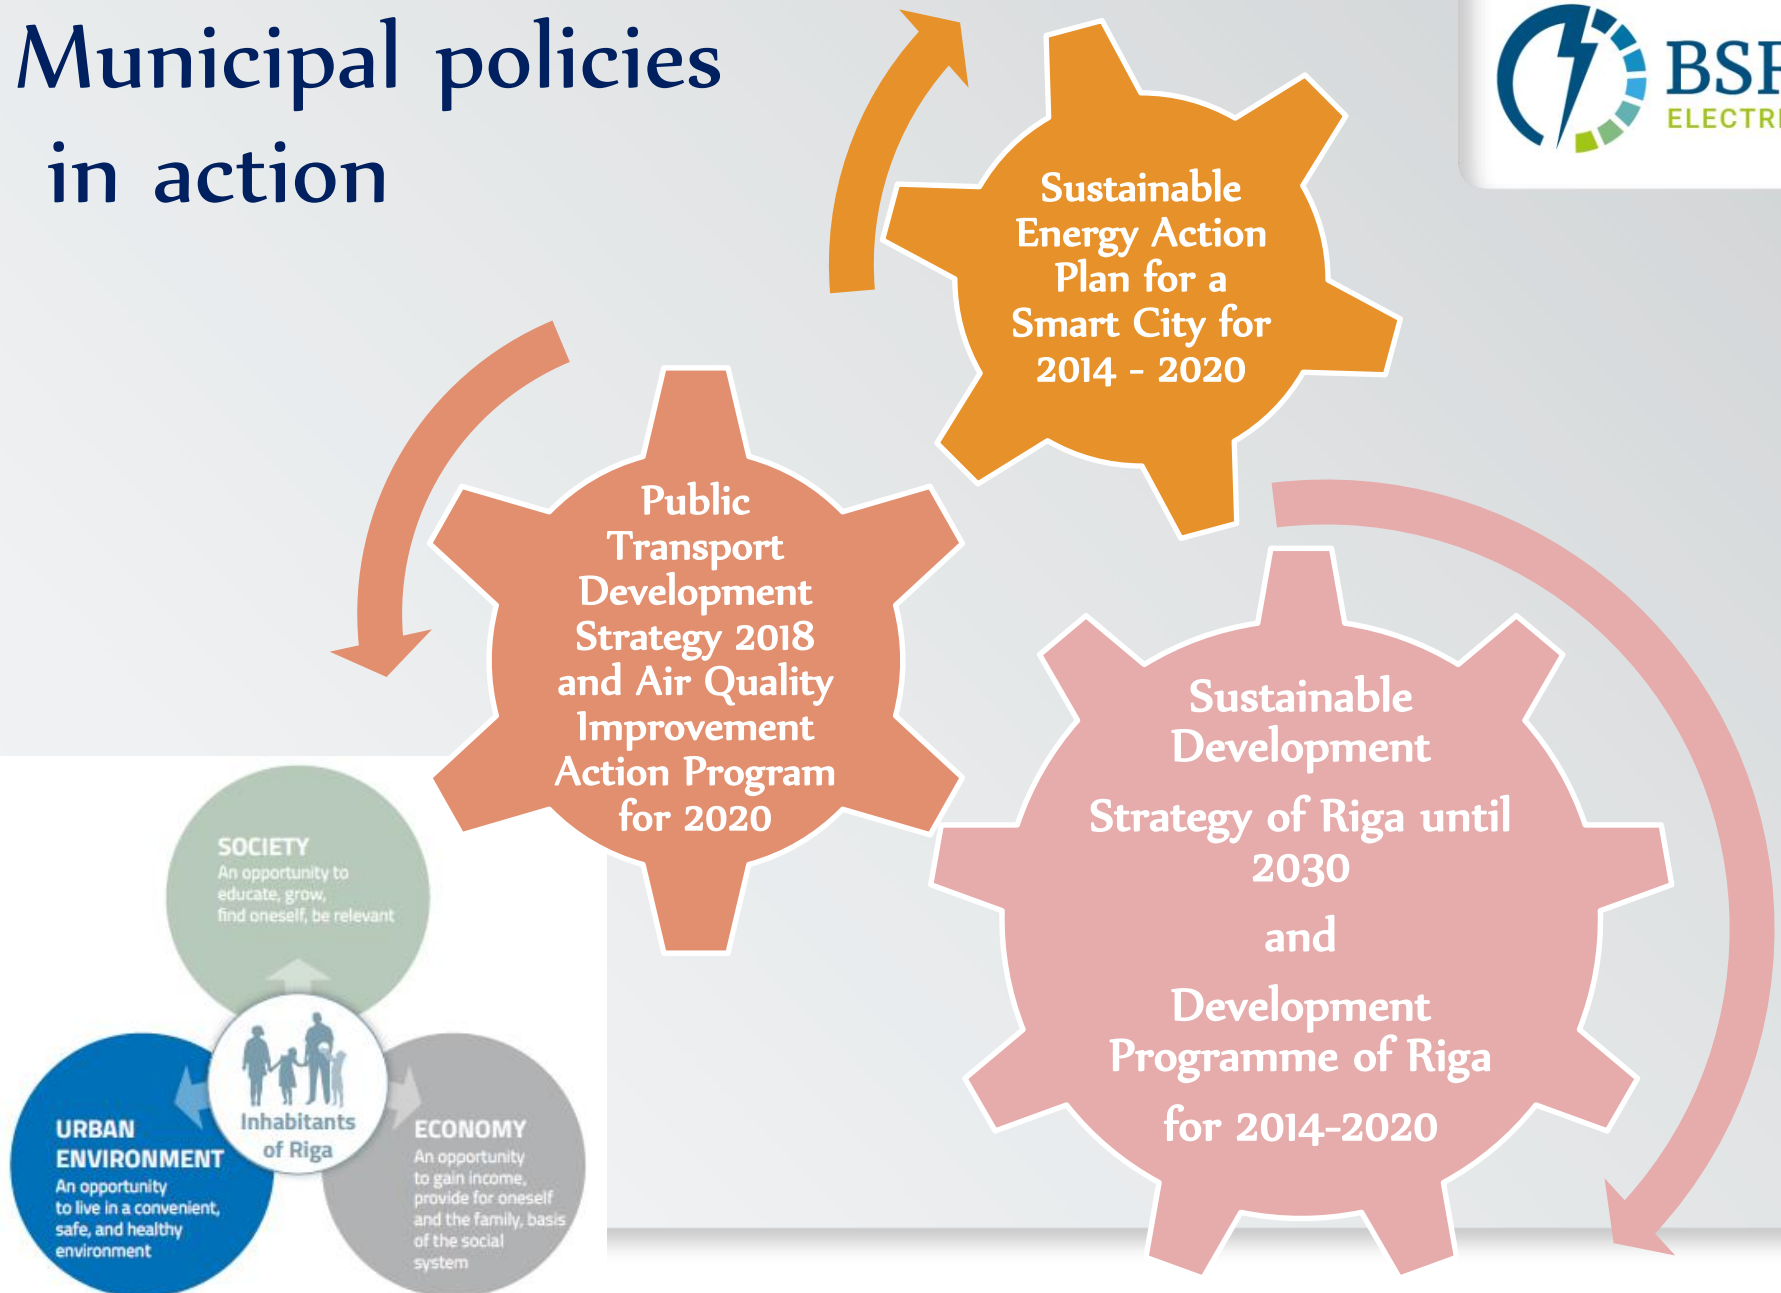 Municipal policies
in action
BSR
ELECTRI
Sustainable
Energy Action
Plan for a
Smart City for
2014 - 2020
Public
Transport
Development
Strategy 2018
and Air Quality
Improvement
Action Program
for 2020
Sustainable
Development
Strategy of Riga until
2030
and
Development
Programme of Riga
for 2014-2020
SOCIETY
An opportunity to
educate, grow,
find oneself, be relevant
Inhabitants
of Riga
URBAN
ENVIRONMENT
An opportunity
to live in a convenient,
safe, and healthy
environment
ECONOMY
An opportunity
to gain income,
provide for oneself
and the family, basis
of the social
system